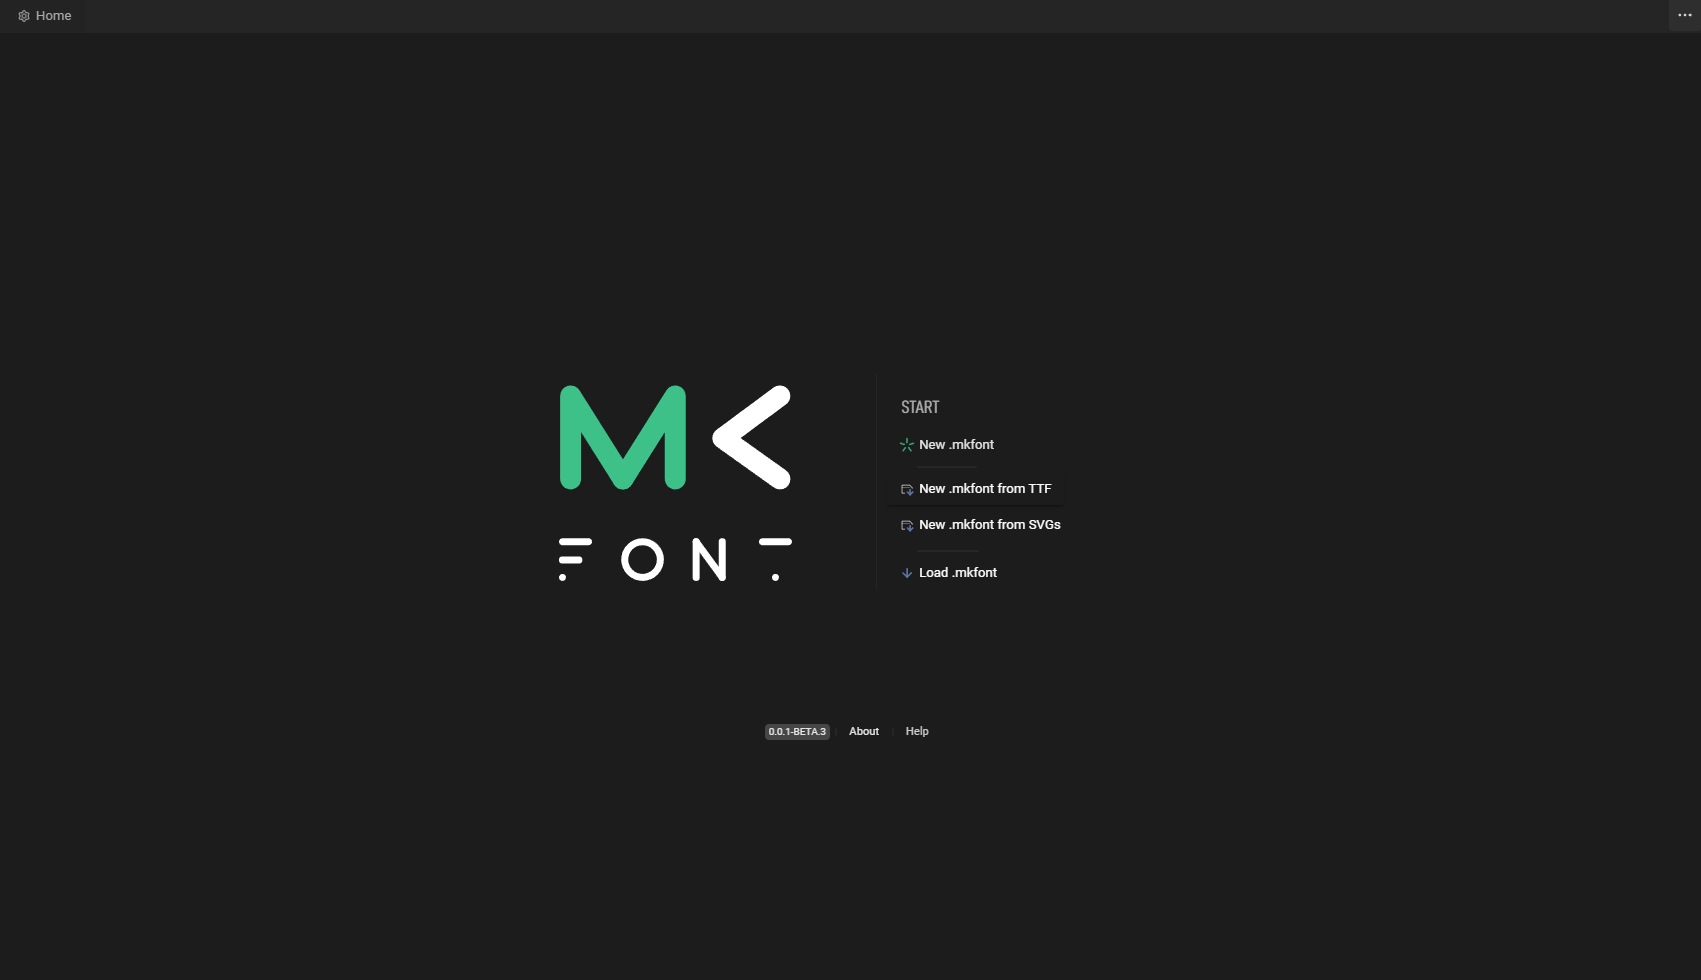 Home
MK
FONT
START
New .mkfont
New .mkfont from TTF
New .mkfont from SVGs
Load .mkfont
0.0.1-BETA.3
About
Help